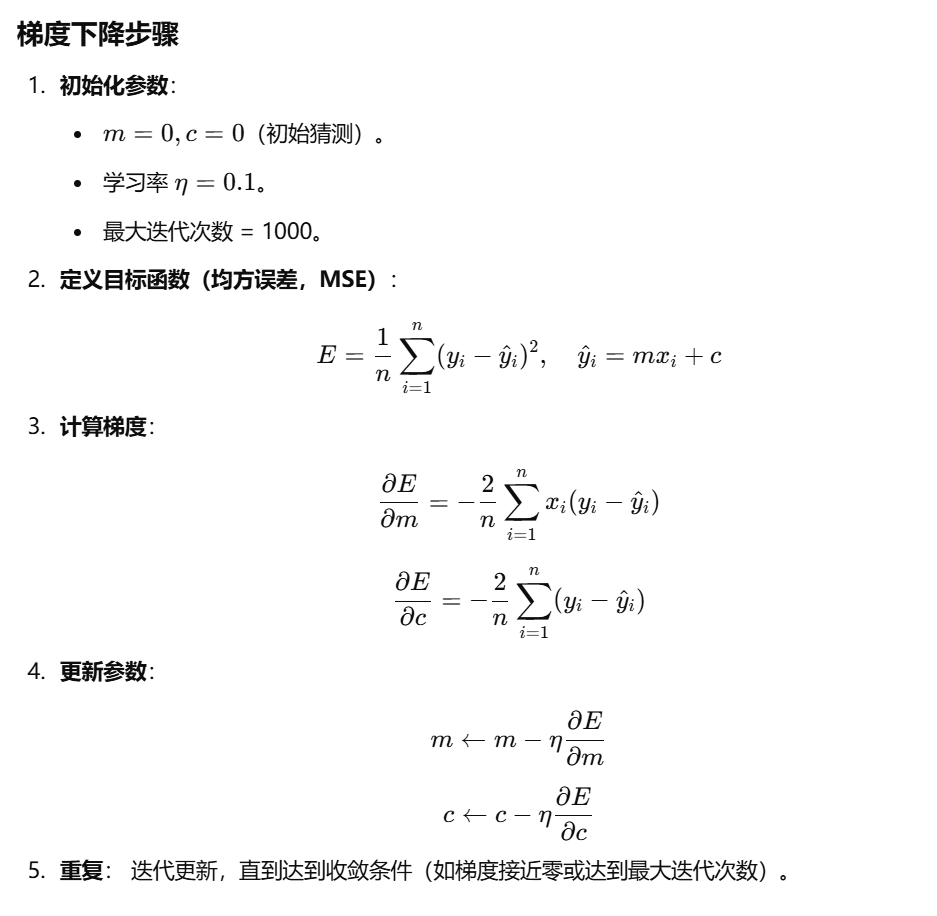 梯度下降步骤
1. 初始化参数：
• m = 0, c = 0（初始猜测）。
• 学习率 η = 0.1。
• 最大迭代次数 = 1000。
2. 定义目标函数（均方误差，MSE）：
E = \frac{1}{n} \sum_{i=1}^{n} (y_i - \hat{y}_i)^2, \quad \hat{y}_i = mx_i + c
3. 计算梯度：
\frac{\partial E}{\partial m} = -\frac{2}{n} \sum_{i=1}^{n} x_i (y_i - \hat{y}_i)
\frac{\partial E}{\partial c} = -\frac{2}{n} \sum_{i=1}^{n} (y_i - \hat{y}_i)
4. 更新参数：
m \leftarrow m - \eta \frac{\partial E}{\partial m}
c \leftarrow c - \eta \frac{\partial E}{\partial c}
5. 重复： 迭代更新，直到达到收敛条件（如梯度接近零或达到最大迭代次数）。